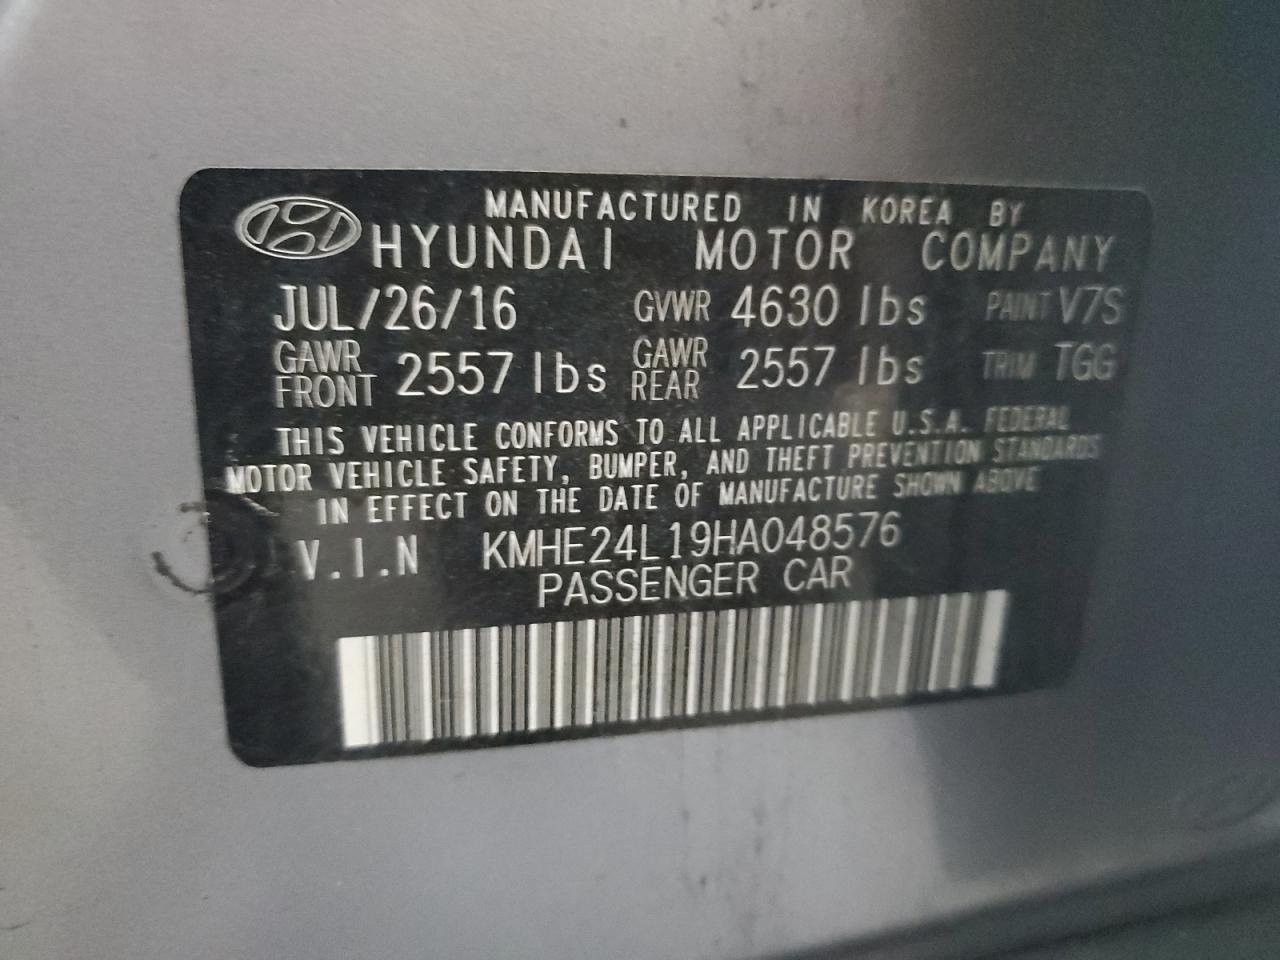 MANUFACTURED IN KOREA BY
HYUNDAI MOTOR COMPANY
JUL/26/16 GVWR 4630 lbs PAINT V7S
GAWR FRONT 2557 lbs GAWR REAR 2557 lbs TRIM TGG
THIS VEHICLE CONFORMS TO ALL APPLICABLE U.S.A. FEDERAL
MOTOR VEHICLE SAFETY, BUMPER, AND THEFT PREVENTION STANDARDS
IN EFFECT ON THE DATE OF MANUFACTURE SHOWN ABOVE
V.I.N KMHE24L19HA048576
PASSENGER CAR